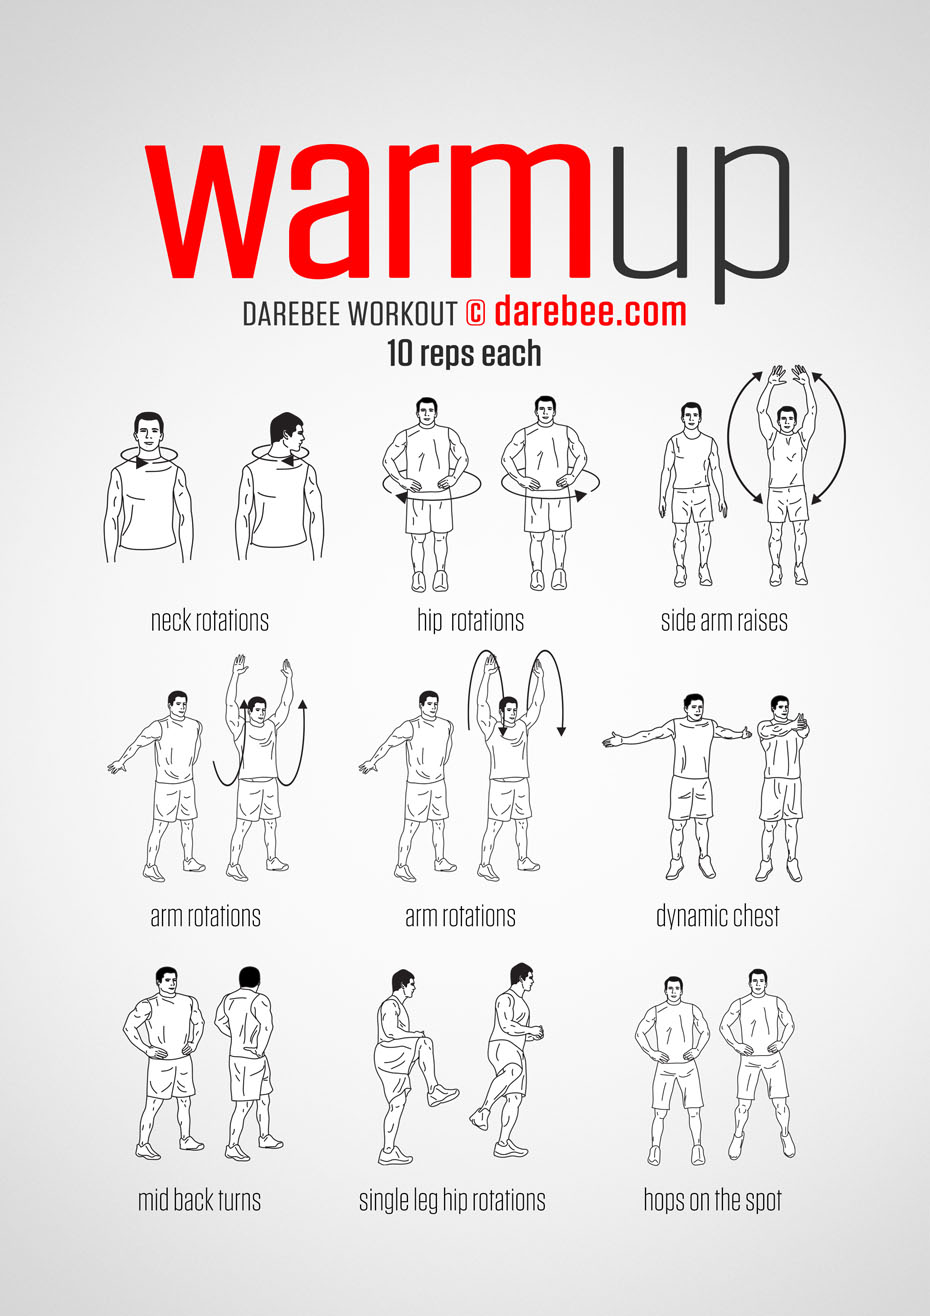 warmup
DAREBEE WORKOUT © darebee.com
10 reps each
neck rotations
hip rotations
side arm raises
arm rotations
arm rotations
dynamic chest
mid back turns
single leg hip rotations
hops on the spot